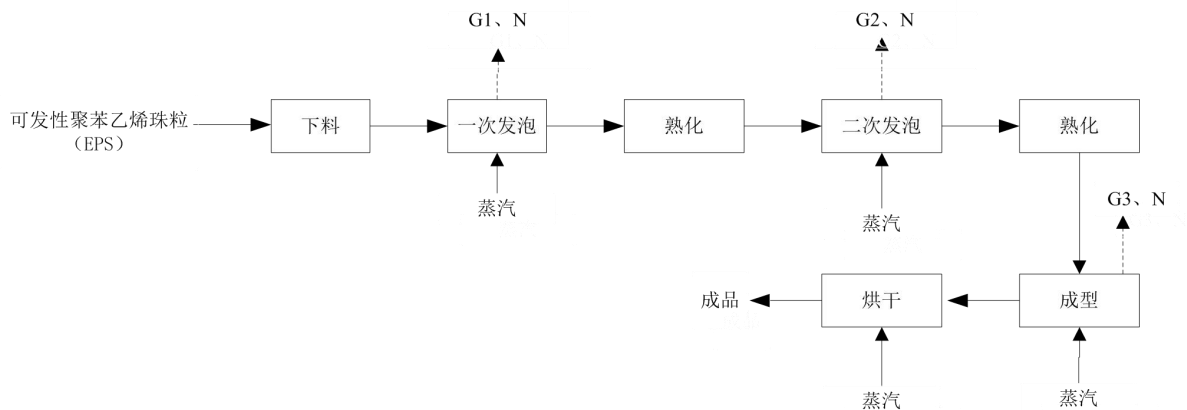 G1、N
G2、N
可发性聚苯乙烯珠粒
（EPS）
下料
一次发泡
熟化
二次发泡
熟化
蒸汽
蒸汽
G3、N
成品
烘干
成型
蒸汽
蒸汽